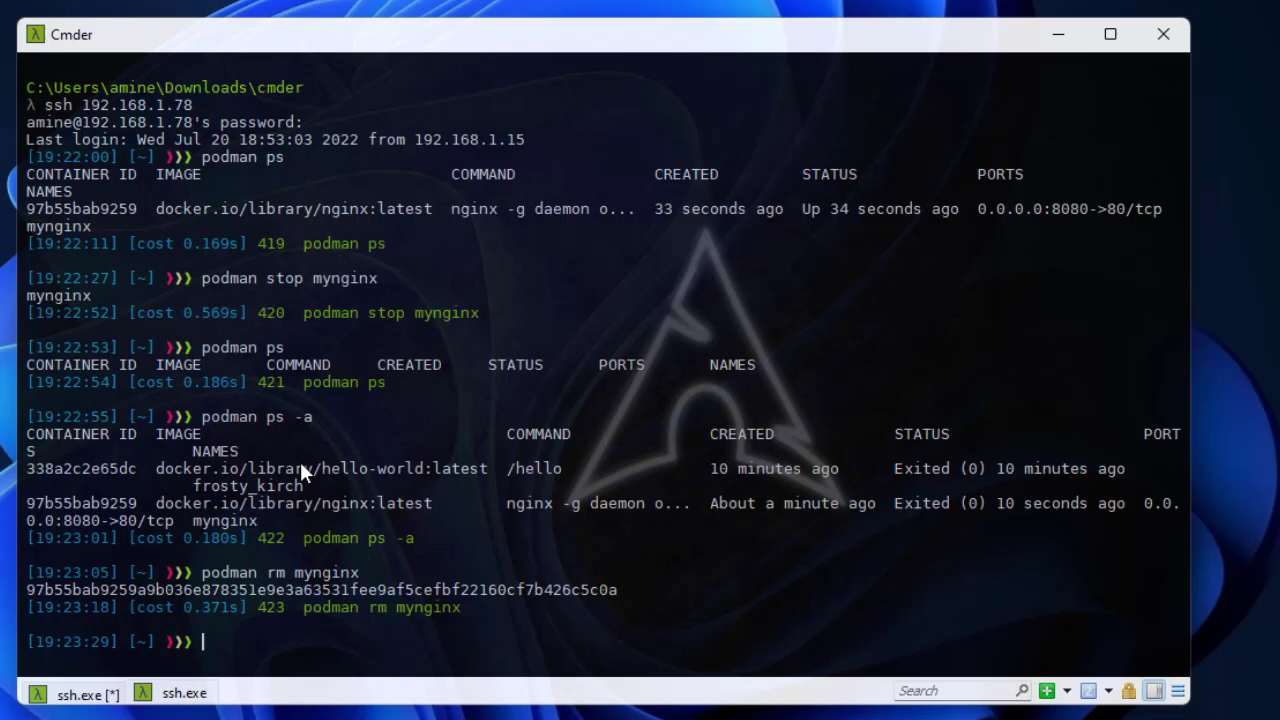 λ Cmder
C:\Users\amine\Downloads\cmder
λ ssh 192.168.1.78
amine@192.168.1.78's password:
Last login: Wed Jul 20 18:53:03 2022 from 192.168.1.15
[19:22:00] [~] ❯❯❯ podman ps
CONTAINER ID  IMAGE                           COMMAND               CREATED         STATUS             PORTS
NAMES
97b55bab9259  docker.io/library/nginx:latest  nginx -g daemon o...  33 seconds ago  Up 34 seconds ago  0.0.0.0:8080->80/tcp
mynginx
[19:22:11] [cost 0.169s] 419  podman ps
[19:22:27] [~] ❯❯❯ podman stop mynginx
mynginx
[19:22:52] [cost 0.569s] 420  podman stop mynginx
[19:22:53] [~] ❯❯❯ podman ps
CONTAINER ID  IMAGE       COMMAND     CREATED     STATUS      PORTS       NAMES
[19:22:54] [cost 0.186s] 421  podman ps
[19:22:55] [~] ❯❯❯ podman ps -a
CONTAINER ID  IMAGE                                 COMMAND               CREATED             STATUS                     PORT
S                 NAMES
338a2c2e65dc  docker.io/library/hello-world:latest  /hello                10 minutes ago      Exited (0) 10 minutes ago
                  frosty_kirch
97b55bab9259  docker.io/library/nginx:latest        nginx -g daemon o...  About a minute ago  Exited (0) 10 seconds ago  0.0.
0.0:8080->80/tcp  mynginx
[19:23:01] [cost 0.180s] 422  podman ps -a
[19:23:05] [~] ❯❯❯ podman rm mynginx
97b55bab9259a9b036e878351e9e3a63531fee9af5cefbf22160cf7b426c5c0a
[19:23:18] [cost 0.371s] 423  podman rm mynginx
[19:23:29] [~] ❯❯❯
λ ssh.exe [*]  λ ssh.exe  Search